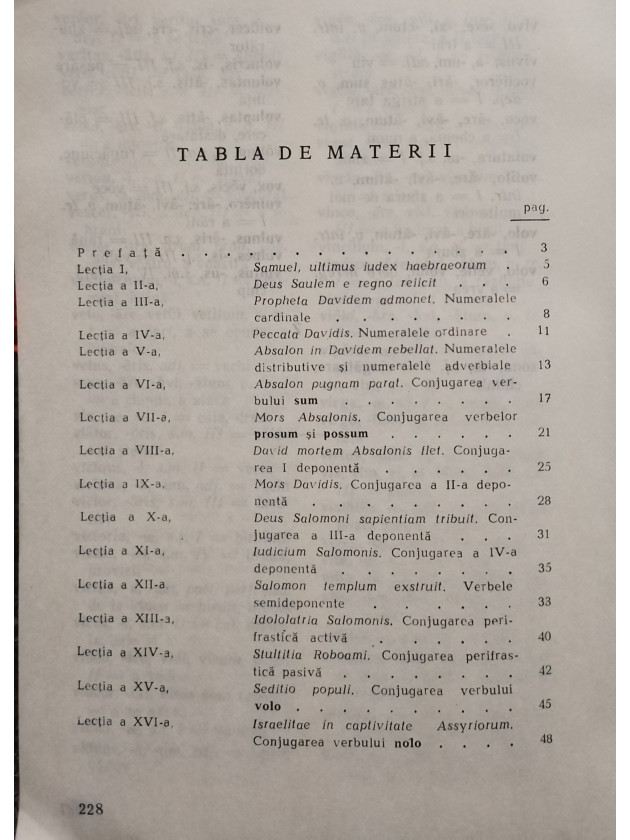 TABLA DE MATERII
pag.
Prefață . . . . . . . . . . . . . . 3
Lecția I, Samuel, ultimus iudex haebraeorum . 5
Lecția a II-a, Deus Saulem e regno reiicit . . . 6
Lecția a III-a, Propheta Davidem admonet. Numeralele
cardinale . . . . . . . 8
Lecția a IV-a, Peccata Davidis. Numeralele ordinare . 11
Lecția a V-a, Absalon in Davidem rebellat. Numeralele
distributive și numeralele adverbiale 13
Lecția a VI-a, Absalon pugnam parat. Conjugarea ver-
bului sum . . . . . . . . 17
Lecția a VII-a, Mors Absalonis. Conjugarea verbelor
prosum și possum . . . . . . 21
Lecția a VIII-a, David mortem Absalonis flet. Conjuga-
rea I deponentă . . . . . . 25
Lecția a IX-a, Mors Davidis. Conjugarea a II-a depo-
nentă . . . . . . . . 28
Lecția a X-a, Deus Salomoni sapientiam tribuit. Con-
jugarea a III-a deponentă . . . 31
Lecția a XI-a, Iudicium Salomonis. Conjugarea a IV-a
deponentă . . . . . . . . 35
Lecția a XII-a Salomon templum exstruit. Verbele
semideponente . . . . . . 33
Lecția a XIII-a, Idololatria Salomonis. Conjugarea peri-
frastică activă . . . . . . 40
Lecția a XIV-a, Stultitia Roboami. Conjugarea perifras-
tică pasivă . . . . . . . 42
Lecția a XV-a, Seditio populi. Conjugarea verbului
volo . . . . . . . . . . 45
Lecția a XVI-a, Israelitae in captivitate Assyriorum.
Conjugarea verbului nolo . . . . 48
228